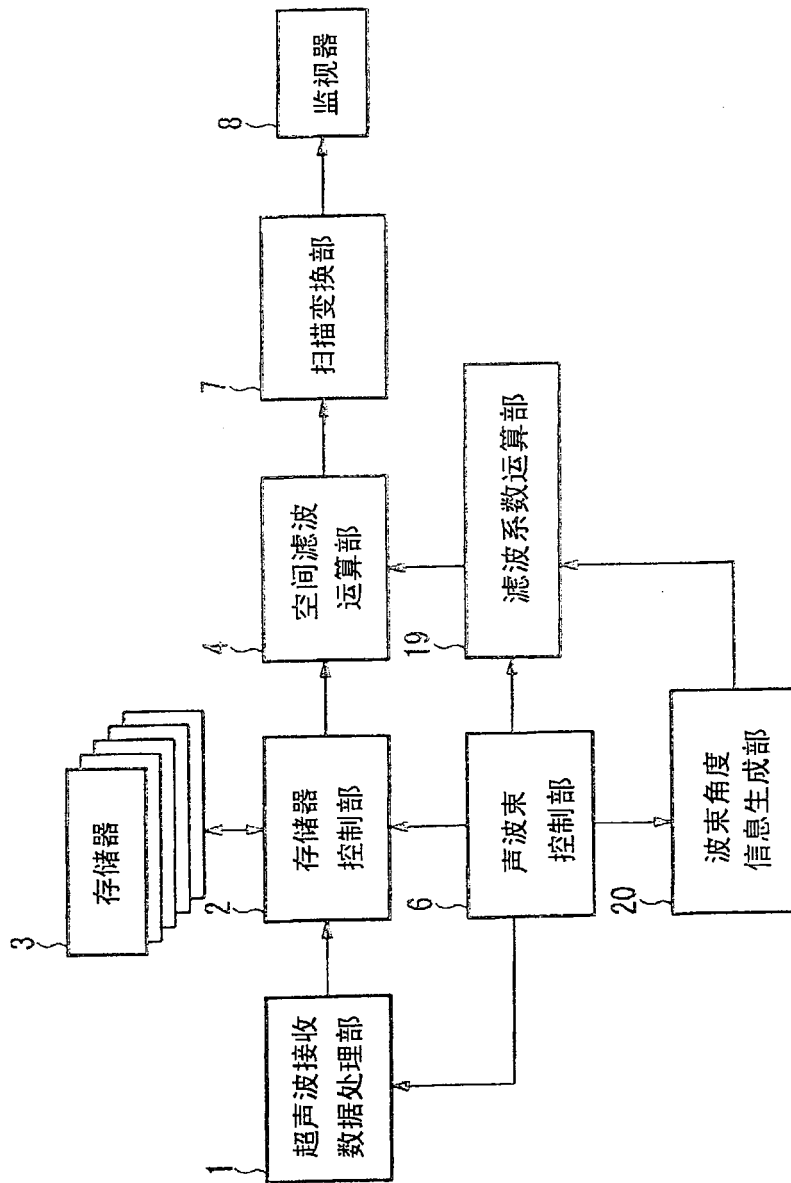 3
存储器
1
超声波接收
数据处理部
2
存储器
控制部
4
空间滤波
运算部
7
扫描变换部
8
监视器
6
声波束
控制部
19
滤波系数运算部
20
波束角度
信息生成部